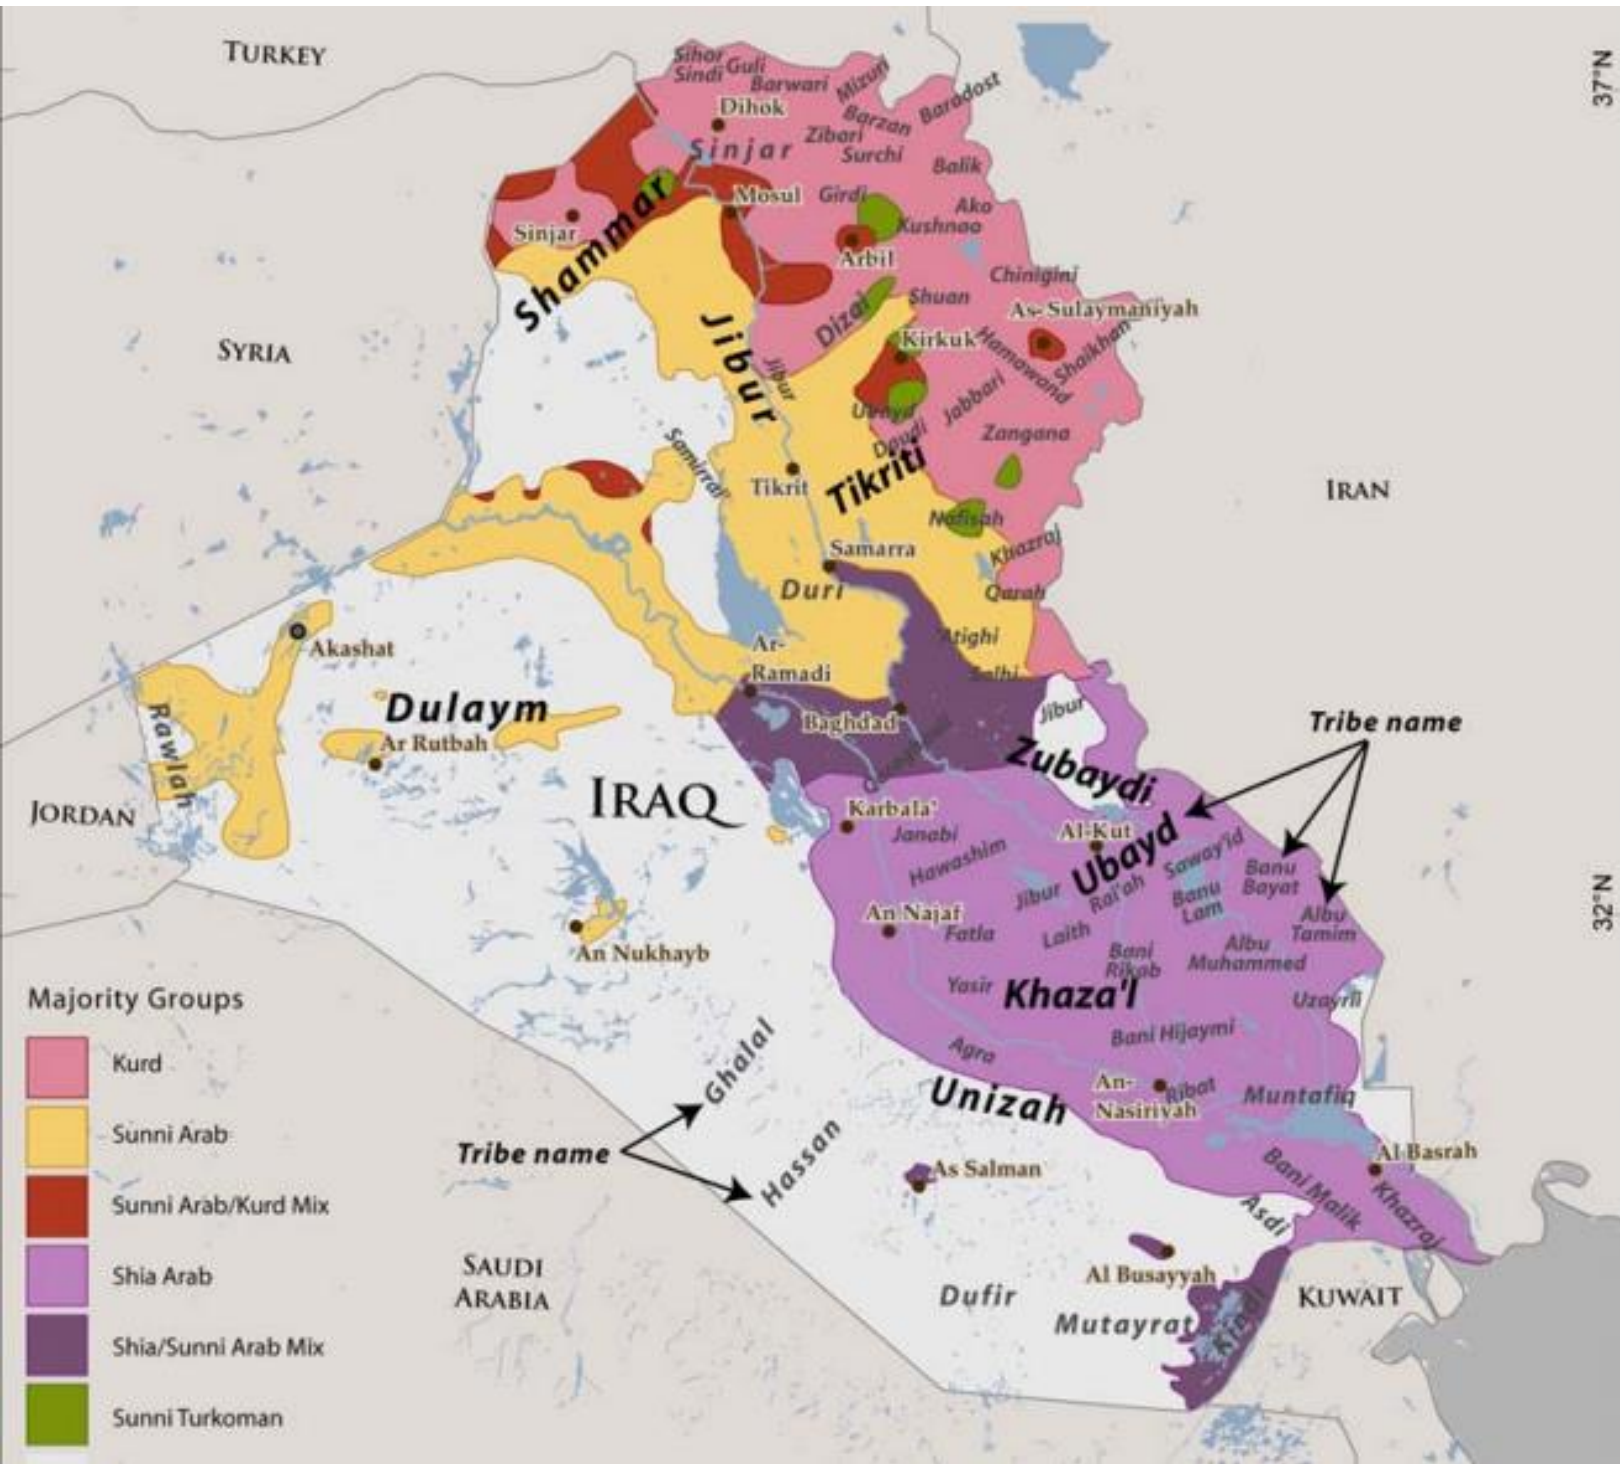 TURKEY
37°N
Sihor
Sindi
Guli
Barwari
Mizuri
Baradost
Dihok
Barzan
Zibari
Sinjar
Surchi
Balik
Mosul
Girdi
Ako
Kushnao
Sinjar
Shammar
Arbil
Chinigini
Shuan
As-Sulaymaniyah
Dizai
SYRIA
Jibur
Jibur
Kirkuk
Hamawand
Shaikhan
Jabbari
Ubayd
Daudi
Zangana
Samirral'
Tikriti
Tikrit
IRAN
Nafisah
Khazraj
Samarra
Duri
Qarah
Atighi
Akashat
Ar-
Ramadi
Dulaym
Rawlah
Baghdad
Jibur
Tribe name
Ar Rutbah
Zubaydi
IRAQ
JORDAN
Karbala'
Janabi
Al-Kut
Ubayd
Saway'id
Hawashim
Banu
Bayat
32°N
Jibur
Rai'ah
Banu
Lam
An Najaf
Fatla
Laith
Albu
Tamim
An Nukhayb
Bani
Rikab
Albu
Muhammed
Yasir
Khaza'l
Uzayrli
Majority Groups
Kurd
Sunni Arab
Sunni Arab/Kurd Mix
Shia Arab
Shia/Sunni Arab Mix
Sunni Turkoman
Bani Hijaymi
Agra
Ghalal
Unizah
An-
Nasiriyah
Ribat
Muntafiq
Tribe name
Hassan
As Salman
Al Basrah
Bani Malik
Khazraj
Asdi
SAUDI
ARABIA
Al Busayyah
Dufir
Mutayrat
KUWAIT